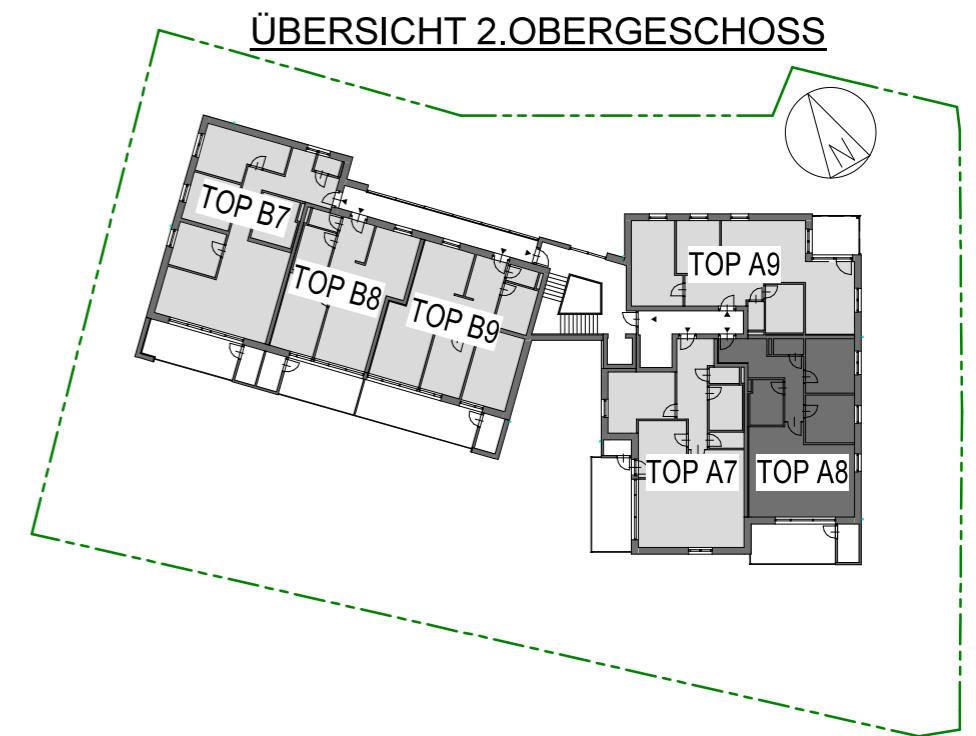 ÜBERSICHT 2.OBERGESCHOSS
N
TOP B7
TOP B8
TOP B9
TOP A9
TOP A7
TOP A8